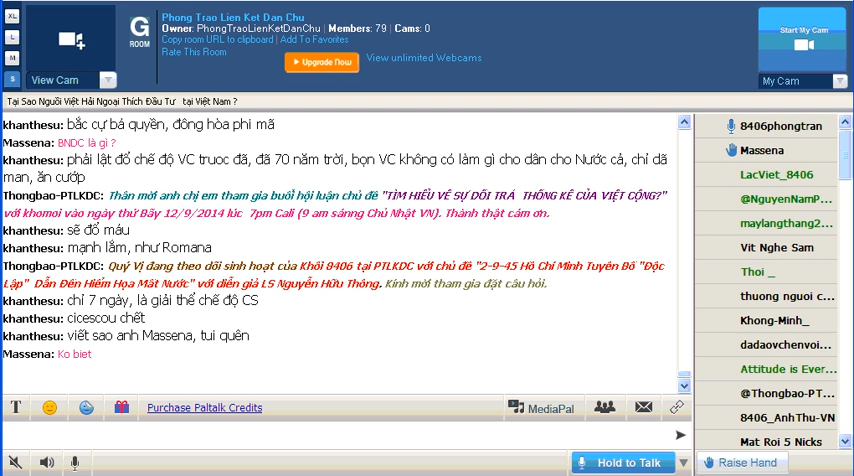 XL
L
M
S
View Cam
G
ROOM
Phong Trao Lien Ket Dan Chu
Owner: PhongTraoLienKetDanChu | Members: 79 | Cams: 0
Copy room URL to clipboard | Add To Favorites
Rate This Room
Upgrade Now
View unlimited Webcams
Start My Cam
My Cam
Tại Sao Người Việt Hải Ngoại Thích Đầu Tư tại Việt Nam ?
khanthesu: bắc cự bá quyền, đông hòa phi mã
Massena: BNDC là gì ?
khanthesu: phải lật đổ chế độ VC truoc đã, đã 70 năm trời, bọn VC không có làm gì cho dân cho Nước cả, chỉ dã
man, ăn cướp
Thongbao-PTLKDC: Thân mời anh chị em tham gia buổi hội luận chủ đề "TÌM HIỂU VỀ SỰ DỐI TRÁ THỐNG KÊ CỦA VIỆT CỘNG?"
với khomoi vào ngày thứ Bẩy 12/9/2014 lúc 7pm Cali (9 am sánng Chủ Nhật VN). Thành thật cảm ơn.
khanthesu: sẽ đổ máu
khanthesu: mạnh lắm, như Romana
Thongbao-PTLKDC: Quý Vị đang theo dõi sinh hoạt của Khối 8406 tại PTLKDC với chủ đề "2-9-45 Hồ Chí Minh Tuyên Bố "Độc
Lập" Dẫn Đến Hiểm Họa Mất Nước" với diễn giả LS Nguyễn Hữu Thống. Kính mời tham gia đặt câu hỏi.
khanthesu: chỉ 7 ngày, là giải thể chế độ CS
khanthesu: cicescou chết
khanthesu: viết sao anh Massena, tui quên
Massena: Ko biet
8406phongtran
Massena
LacViet_8406
@NguyenNamP...
maylangthang2...
Vit Nghe Sam
Thoi _
thuong nguoi c...
Khong-Minh_
dadaovchenvoi...
Attitude is Ever...
@Thongbao-PT...
8406_AnhThu-VN
Mat Roi 5 Nicks
T
Purchase Paltalk Credits
MediaPal
Hold to Talk
Raise Hand